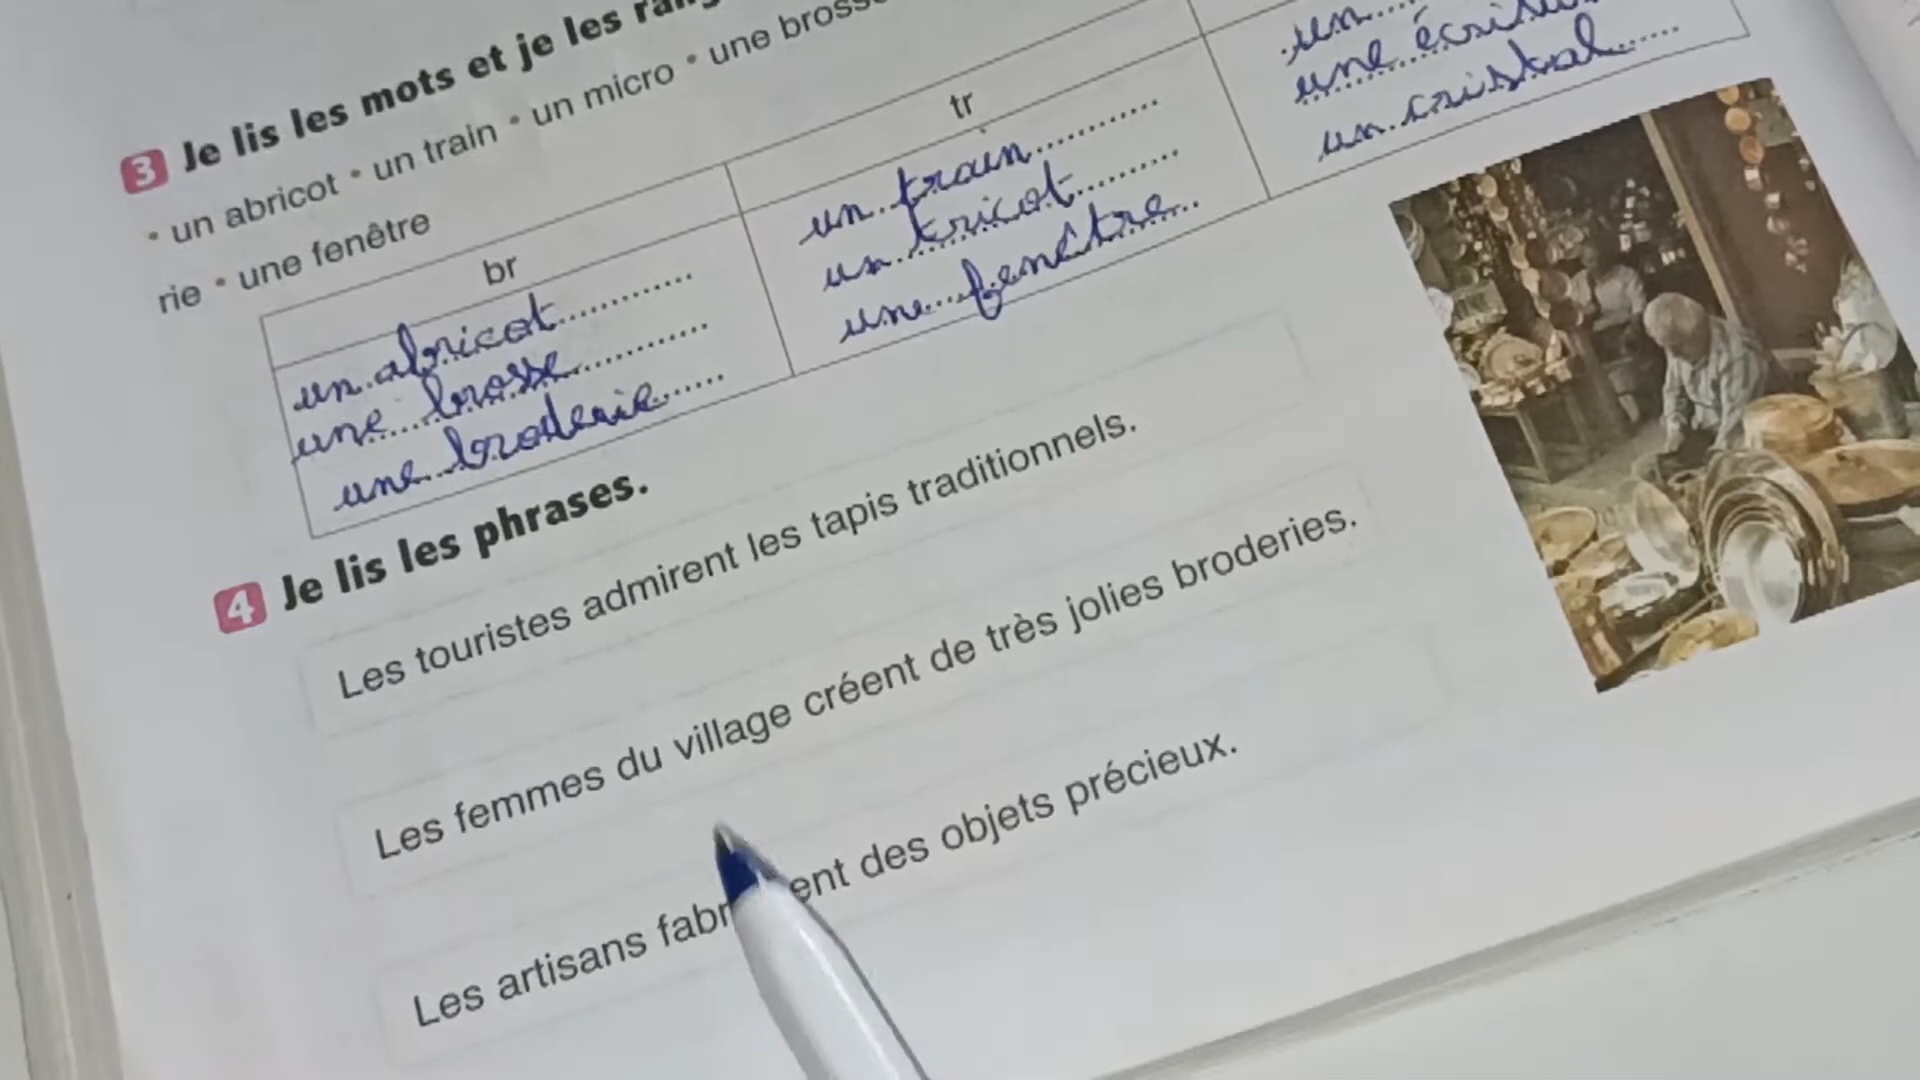 3 Je lis les mots et je les
• un abricot • un train • un micro • une brosse
rie • une fenêtre
br
tr
un abricot
une brosse
une broderie
un train
un tricot
une fenêtre
un
une
un cristal
4 Je lis les phrases.
Les touristes admirent les tapis traditionnels.
Les femmes du village créent de très jolies broderies.
Les artisans fabr ent des objets précieux.